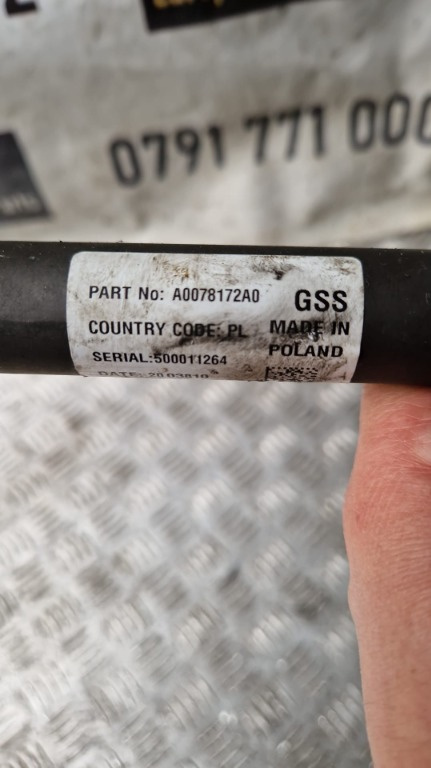 0791 771 000
PART No: A0078172A0
GSS
COUNTRY CODE: PL
MADE IN
POLAND
SERIAL:500011264